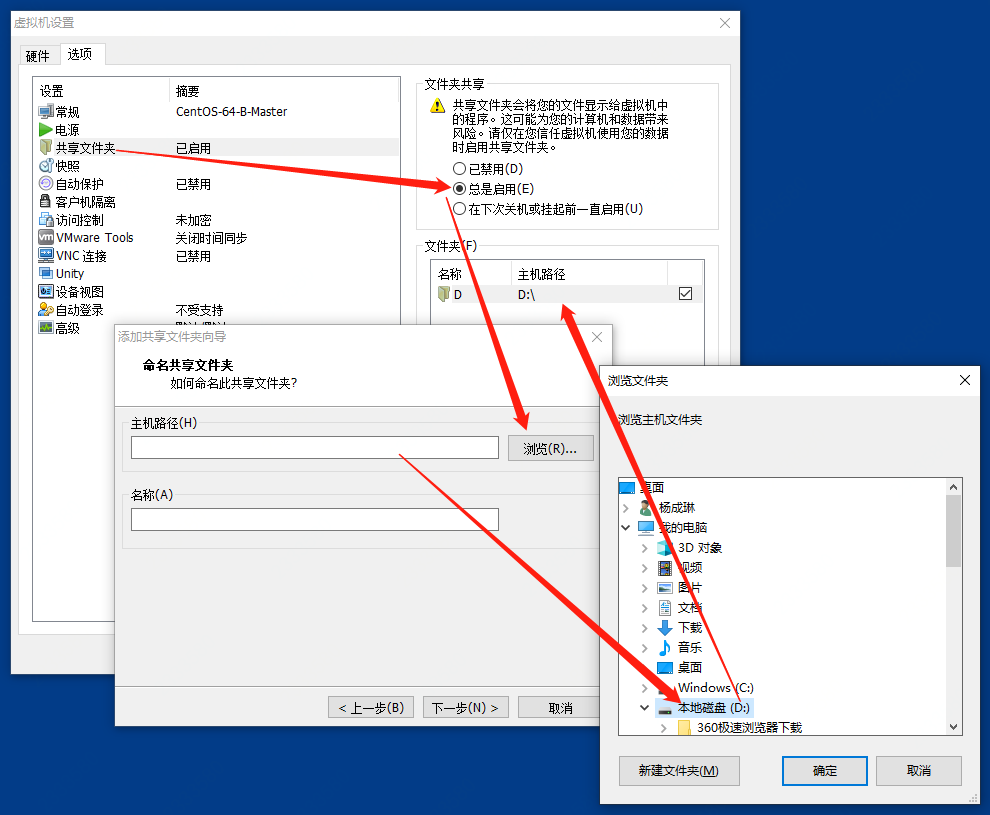 虚拟机设置
硬件 选项
设置 摘要
常规 CentOS-64-B-Master
电源
共享文件夹 已启用
快照
自动保护 已禁用
客户机隔离
访问控制 未加密
VMware Tools 关闭时间同步
VNC 连接 已禁用
Unity
设备视图
自动登录 不受支持
高级
文件夹共享
共享文件夹会将您的文件显示给虚拟机中
的程序。这可能为您的计算机和数据带来
风险。请仅在您信任虚拟机使用您的数据
时启用共享文件夹。
已禁用(D)
总是启用(E)
在下次关机或挂起前一直启用(U)
文件夹(F)
名称 主机路径
D D:\
添加共享文件夹向导
命名共享文件夹
如何命名此共享文件夹?
主机路径(H)
浏览(R)...
名称(A)
< 上一步(B) 下一步(N) > 取消
浏览文件夹
浏览主机文件夹
桌面
杨成琳
我的电脑
3D 对象
视频
图片
文档
下载
音乐
桌面
Windows (C:)
本地磁盘 (D:)
360极速浏览器下载
新建文件夹(M) 确定 取消